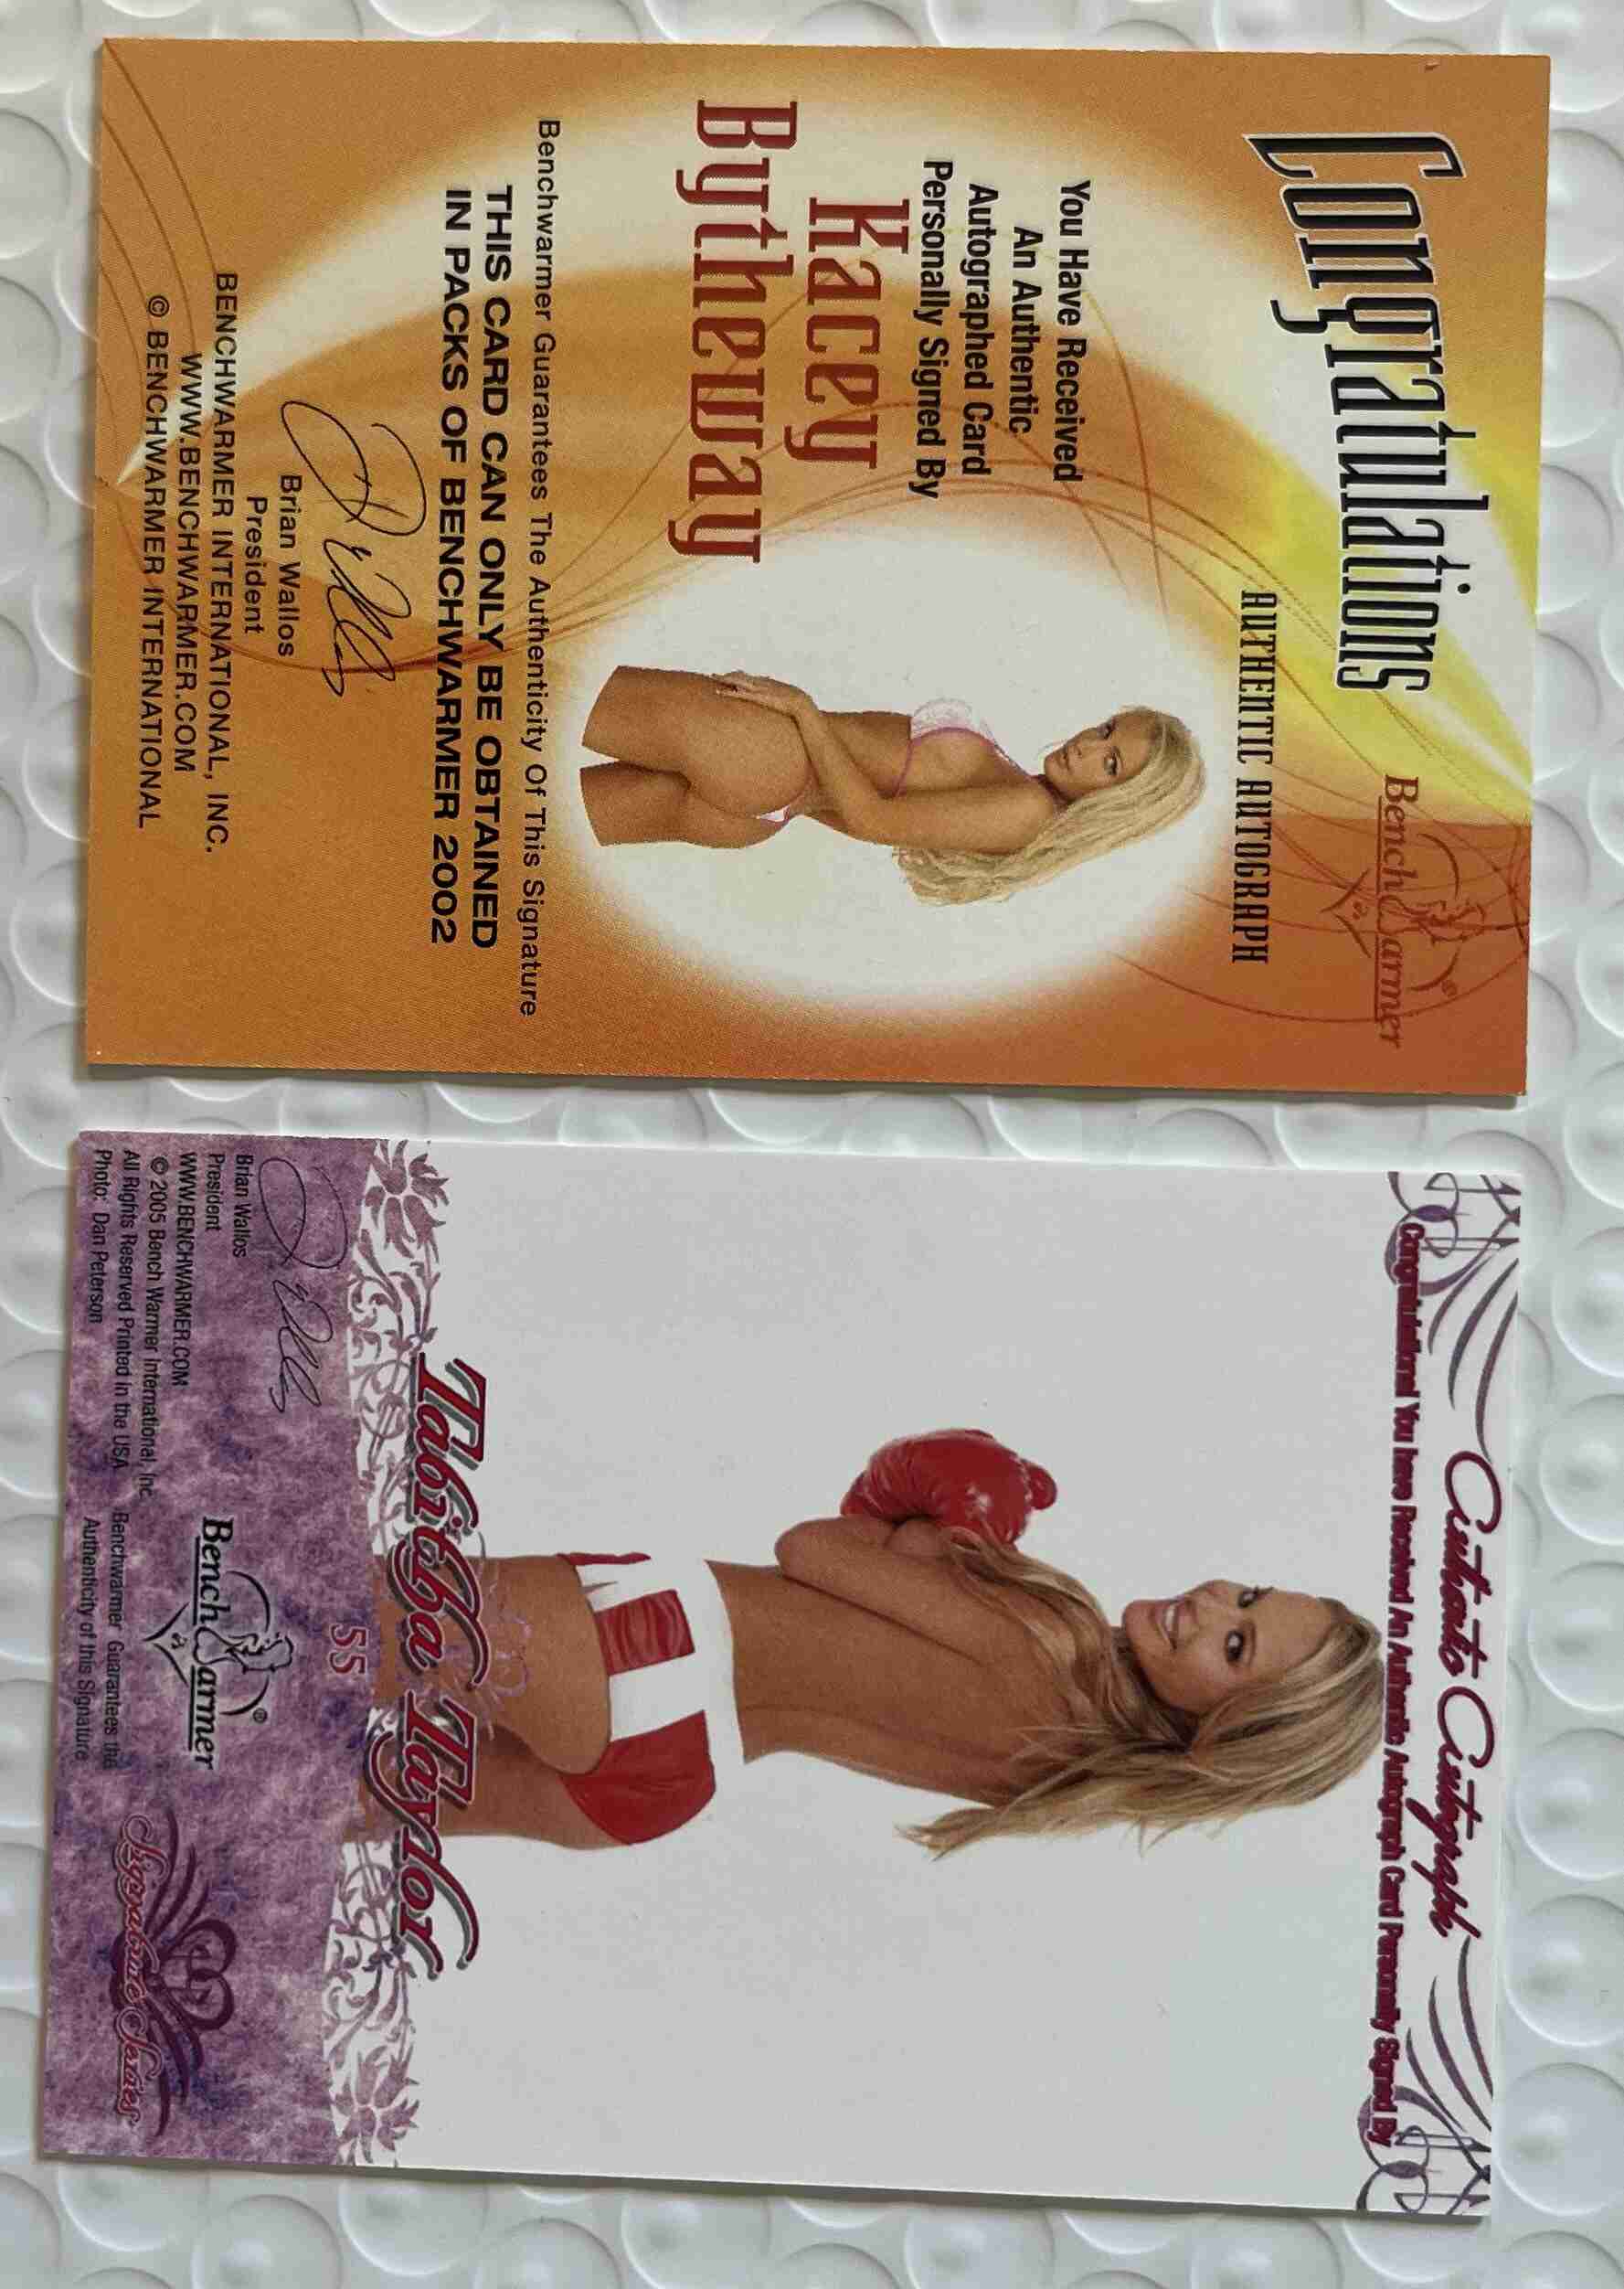 Congratulations
BenchWarmer®
AUTHENTIC AUTOGRAPH
You Have Received
An Authentic
Autographed Card
Personally Signed By
Kacey
Bytheway
Benchwarmer Guarantees The Authenticity Of This Signature
THIS CARD CAN ONLY BE OBTAINED
IN PACKS OF BENCHWARMER 2002
Brian Wallos
President
BENCHWARMER INTERNATIONAL, INC.
WWW.BENCHWARMER.COM
© BENCHWARMER INTERNATIONAL
Authentic Autograph
Congratulations! You have Received An Authentic Autograph Card Personally Signed By
Tabitha Taylor
55
Brian Wallos
President
WWW.BENCHWARMER.COM
© 2005 Bench Warmer International, Inc.
All Rights Reserved Printed in the USA
Photo: Dan Peterson
BenchWarmer®
Benchwarmer Guarantees the
Authenticity of this Signature
Signature Series